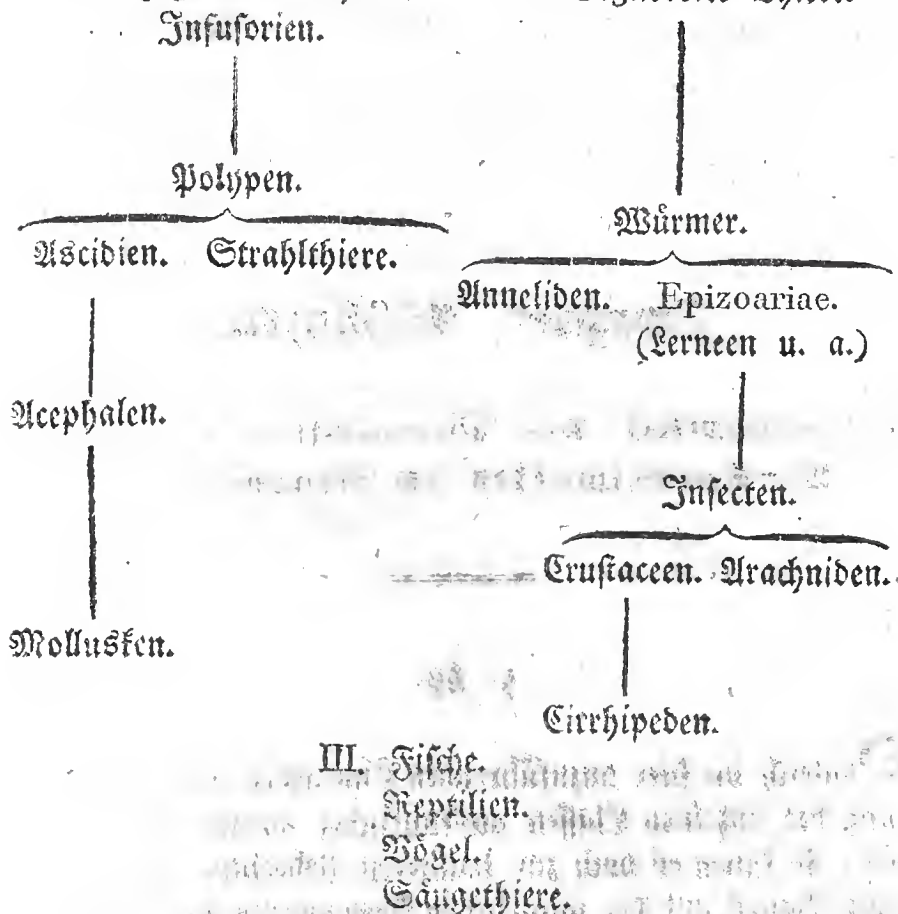 Infusorien.
Polypen.
Ascidien. Strahlthiere.
Acephalen.
Mollusken.
Würmer.
Anneliden. Epizoariae.
(Lerneen u. a.)
Insecten.
Crustaceen. Arachniden.
Cirrhipeden.
III. Fische.
Reptilien.
Vögel.
Säugethiere.